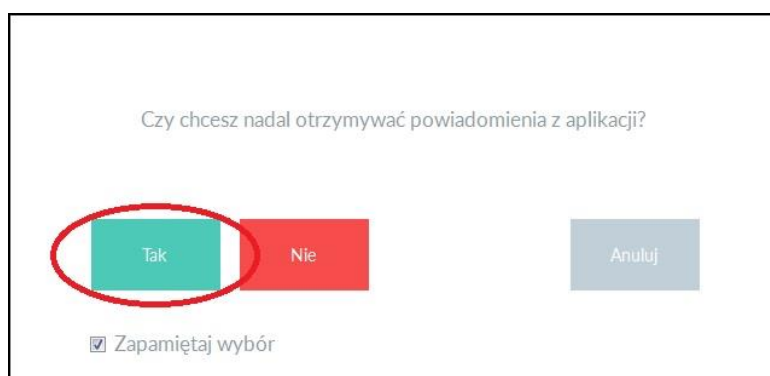 Czy chcesz nadal otrzymywać powiadomienia z aplikacji?
Tak Nie Anuluj
Zapamiętaj wybór